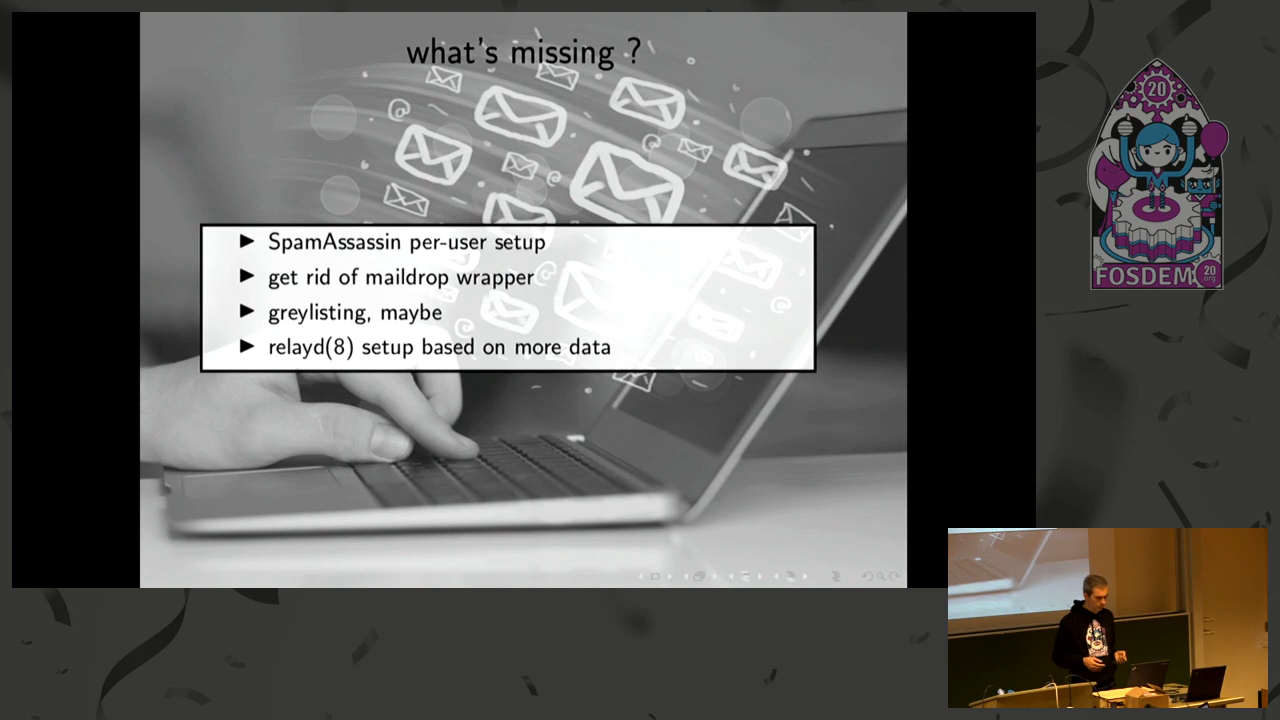 what's missing ?
SpamAssassin per-user setup
get rid of maildrop wrapper
greylisting, maybe
relayd(8) setup based on more data
20
FOSDEM
20
.org